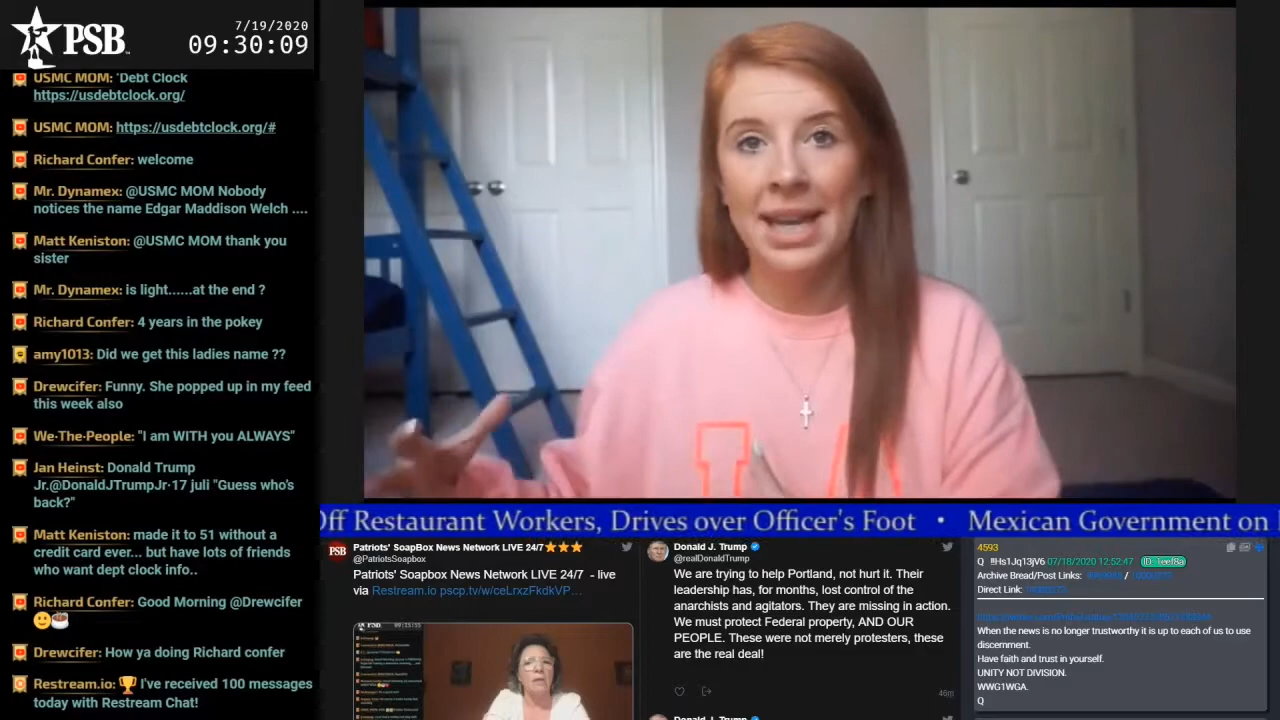 PSB
7/19/2020
09:30:09
USMC MOM: 'Debt Clock
https://usdebtclock.org/
USMC MOM: https://usdebtclock.org/#
Richard Confer: welcome
Mr. Dynamex: @USMC MOM Nobody
notices the name Edgar Maddison Welch ....
Matt Keniston: @USMC MOM thank you
sister
Mr. Dynamex: is light......at the end ?
Richard Confer: 4 years in the pokey
amy1013: Did we get this ladies name ??
Drewcifer: Funny. She popped up in my feed
this week also
We-The-People: "I am WITH you ALWAYS"
Jan Heinst: Donald Trump
Jr.@DonaldJTrumpJr·17 juli "Guess who's
back?"
Matt Keniston: made it to 51 without a
credit card ever... but have lots of friends
who want dept clock info..
Richard Confer: Good Morning @Drewcifer
Drewcifer: How ya doing Richard confer
Restream.io: 🏆 I've received 100 messages
today with Restream Chat!
Off Restaurant Workers, Drives over Officer's Foot • Mexican Government on
PSB
Patriots' SoapBox News Network LIVE 24/7
@PatriotsSoapbox
Patriots' SoapBox News Network LIVE 24/7 - live
via Restream.io pscp.tv/w/ceLrxzFkdkVP...
Donald J. Trump
@realDonaldTrump
We are trying to help Portland, not hurt it. Their
leadership has, for months, lost control of the
anarchists and agitators. They are missing in action.
We must protect Federal property, AND OUR
PEOPLE. These were not merely protesters, these
are the real deal!
46m
Donald J. Trump
4593
Q !!Hs1Jq13jV6 07/18/2020 12:52:47 ID: 1eef8a
Archive Bread/Post Links:
Direct Link:
When the news is no longer trustworthy it is up to each of us to use
discernment.
Have faith and trust in yourself.
UNITY NOT DIVISION.
WWG1WGA.
Q